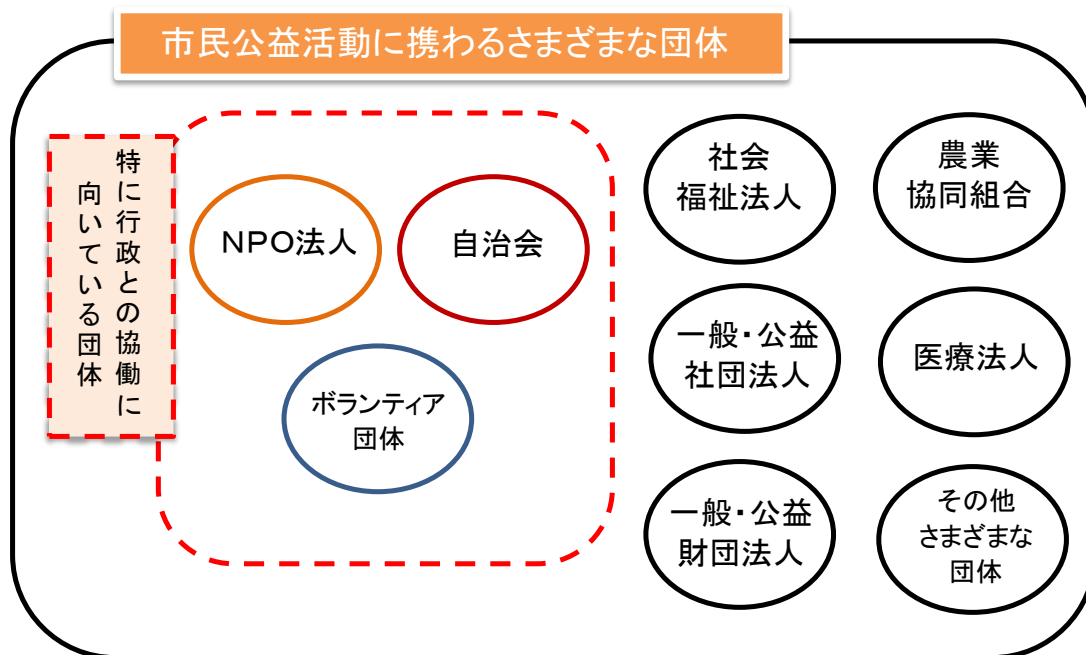 市民公益活動に携わるさまざまな団体
特に行政との協働に
向いている団体
NPO法人
自治会
ボランティア
団体
社会
福祉法人
農業
協同組合
一般・公益
社団法人
医療法人
一般・公益
財団法人
その他
さまざまな
団体